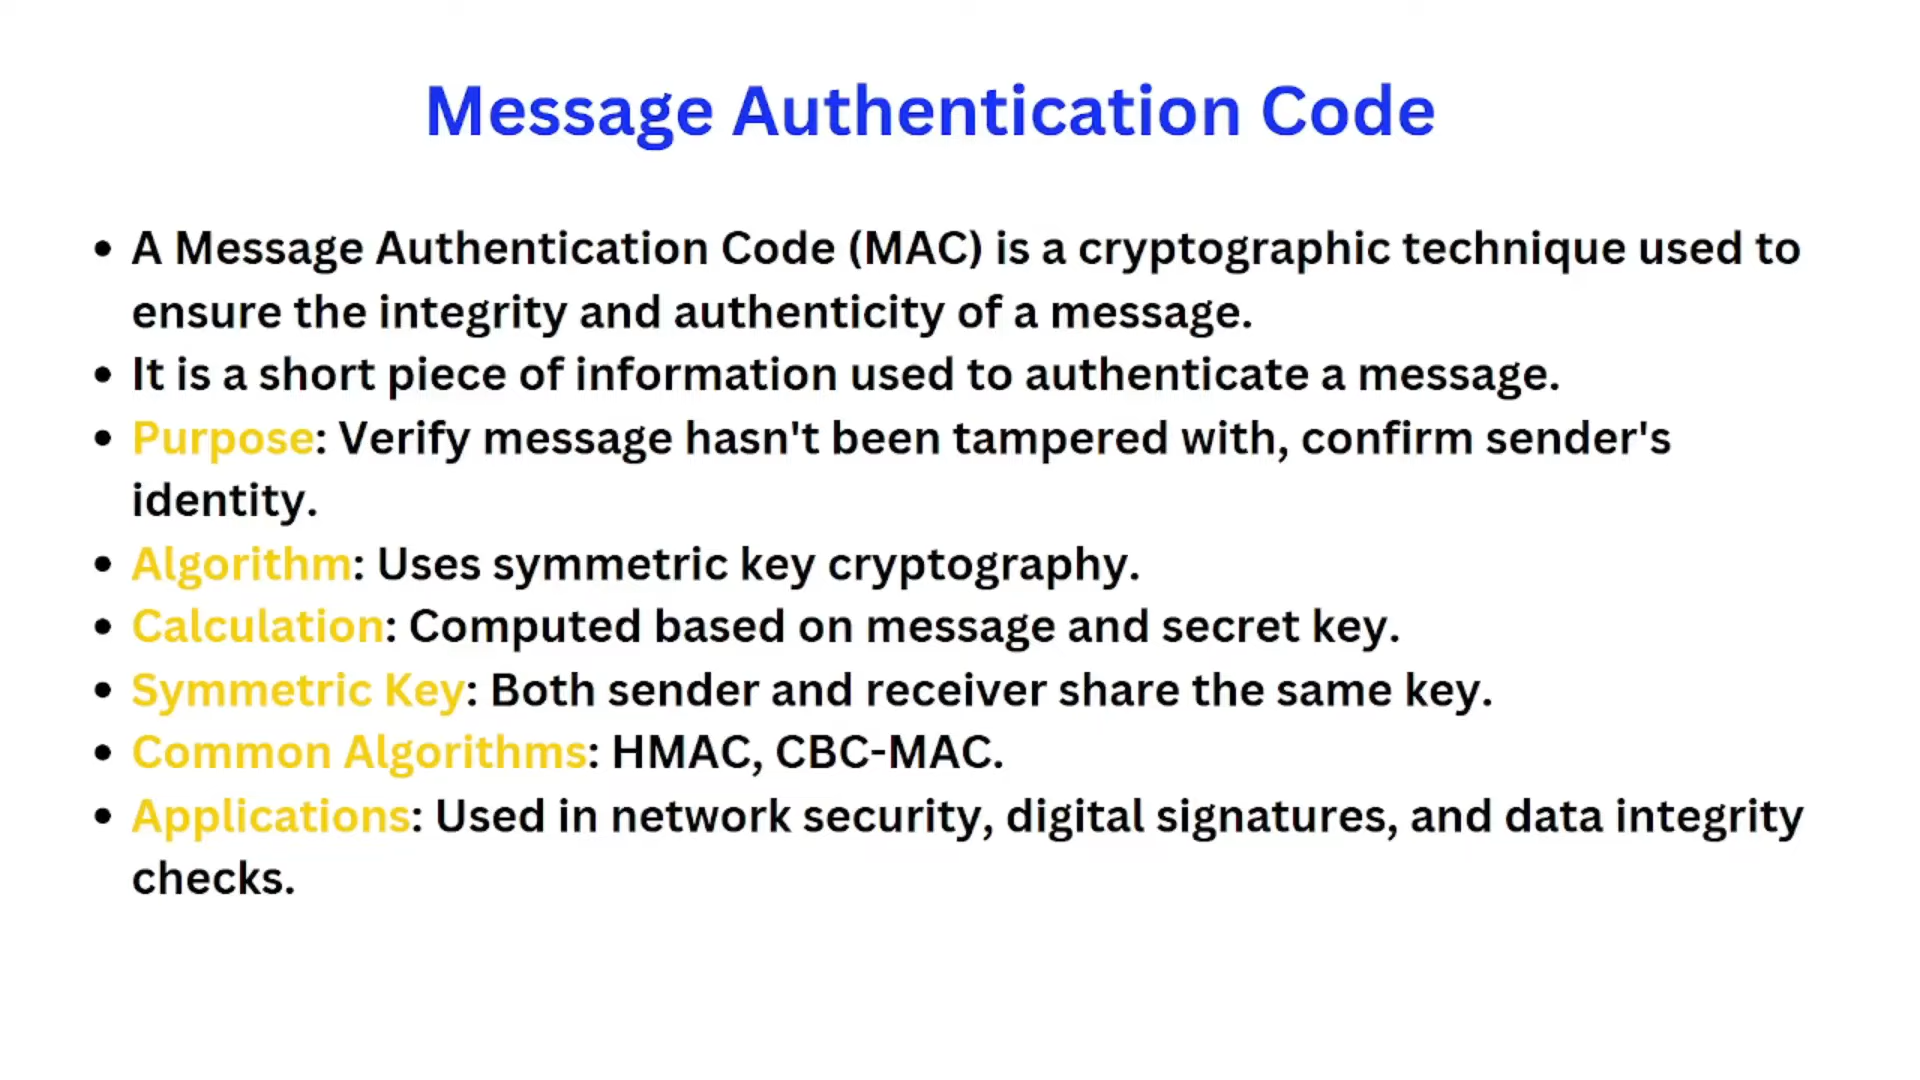 Message Authentication Code
• A Message Authentication Code (MAC) is a cryptographic technique used to
ensure the integrity and authenticity of a message.
• It is a short piece of information used to authenticate a message.
• Purpose: Verify message hasn't been tampered with, confirm sender's
identity.
• Algorithm: Uses symmetric key cryptography.
• Calculation: Computed based on message and secret key.
• Symmetric Key: Both sender and receiver share the same key.
• Common Algorithms: HMAC, CBC-MAC.
• Applications: Used in network security, digital signatures, and data integrity
checks.